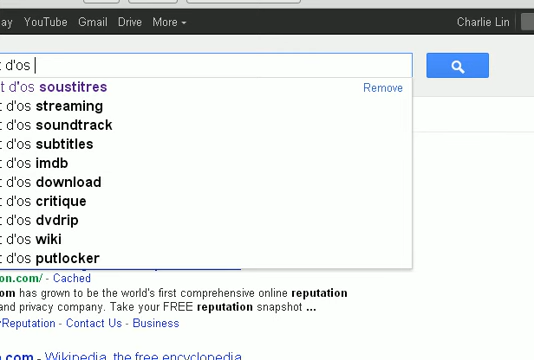 ay YouTube Gmail Drive More Charlie Lin
t d'os
t d'os soustitres Remove
t d'os streaming
t d'os soundtrack
t d'os subtitles
t d'os imdb
t d'os download
t d'os critique
t d'os dvdrip
t d'os wiki
t d'os putlocker
on.com/ - Cached
om has grown to be the world's first comprehensive online reputation
and privacy company. Take your FREE reputation snapshot ...
yReputation - Contact Us - Business
n.com - Wikipedia, the free encyclopedia